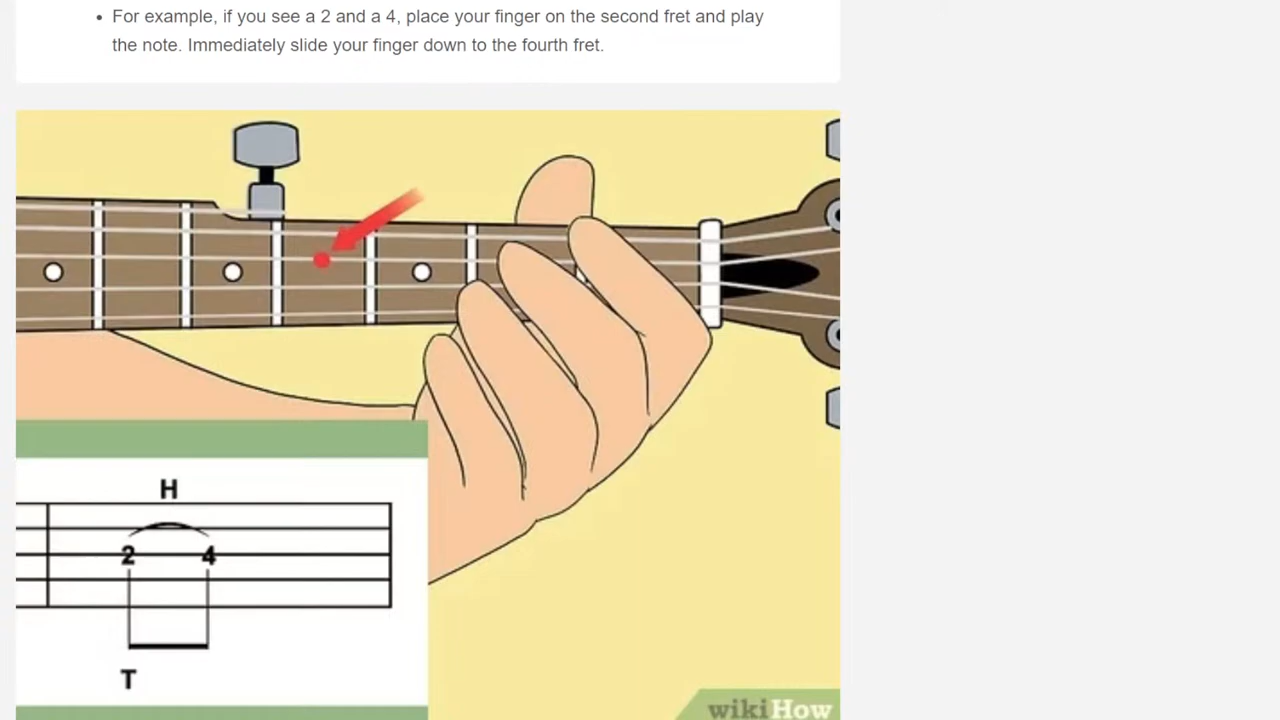 • For example, if you see a 2 and a 4, place your finger on the second fret and play
the note. Immediately slide your finger down to the fourth fret.
H
2 4
T
wikiHow